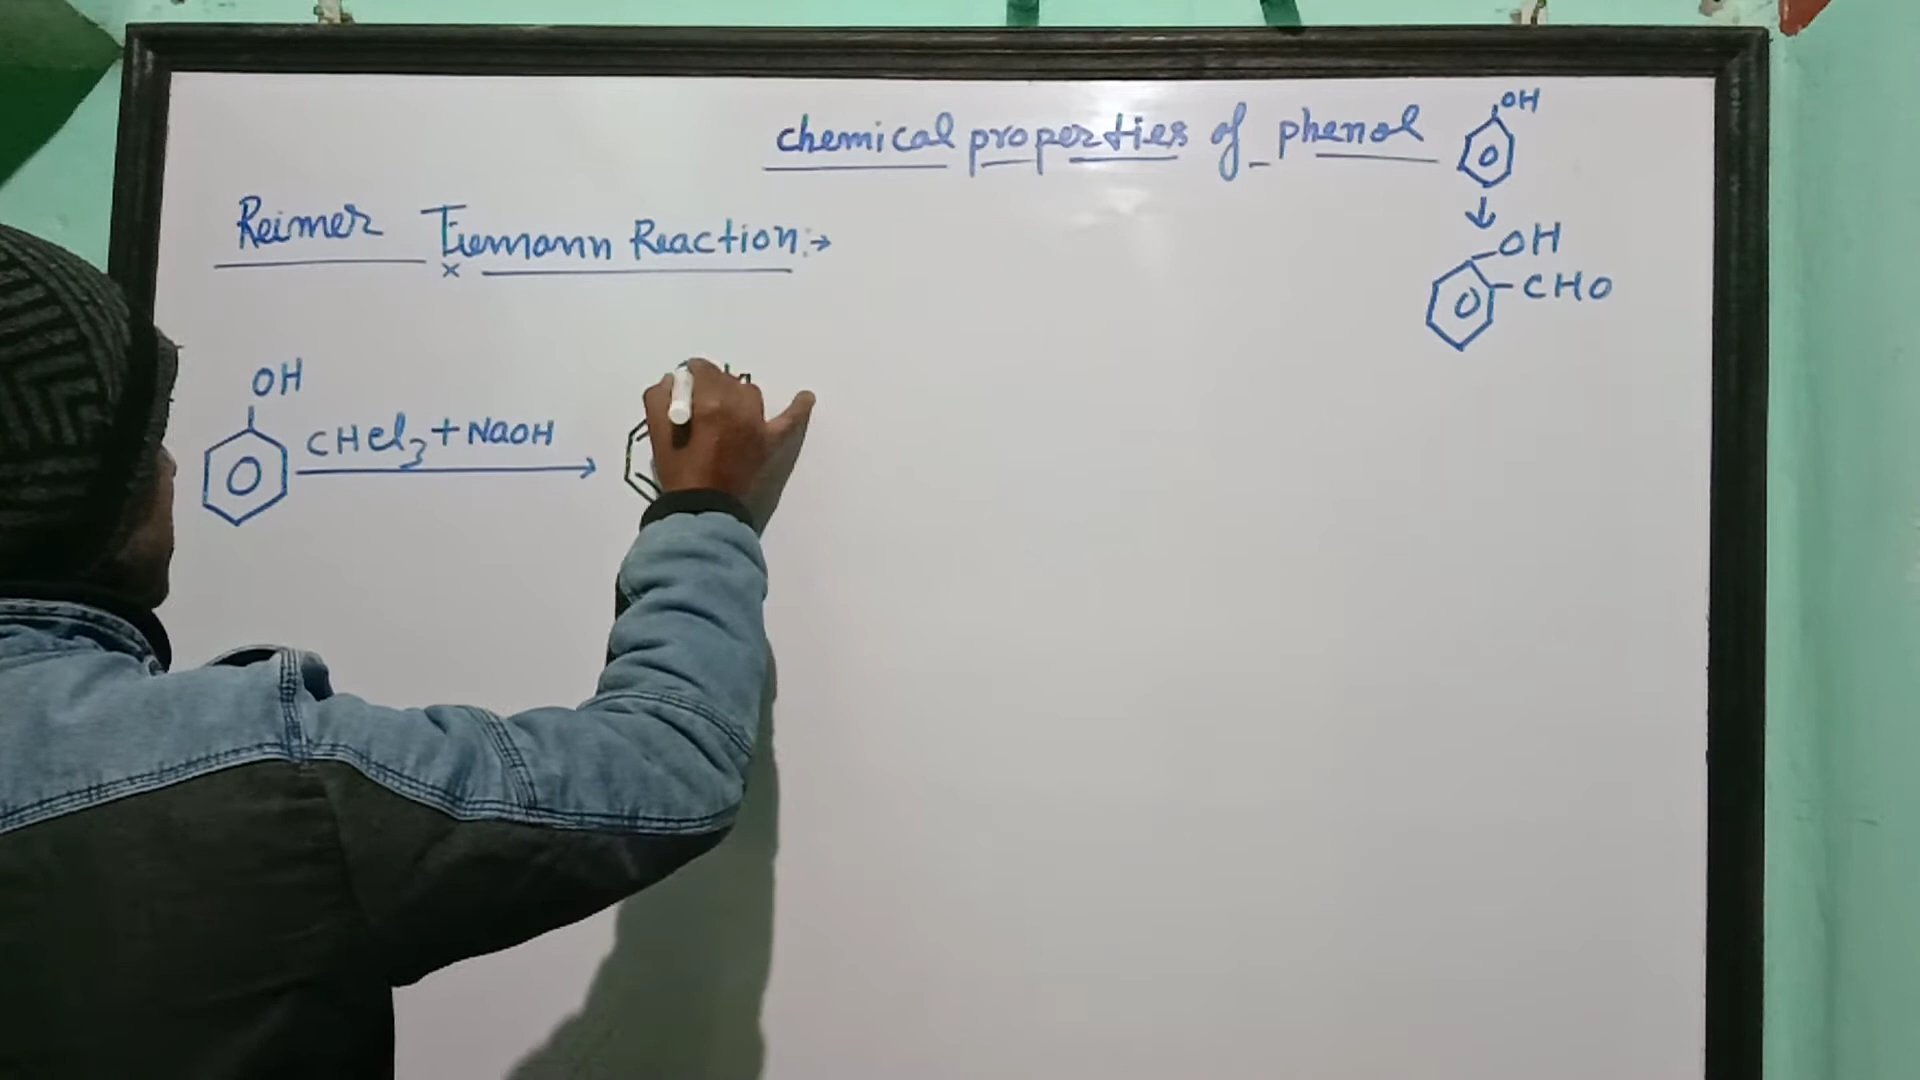 chemical properties of phenol
OH
Reimer Tiemann Reaction :→
OH
CHO
OH
CHCl3 + NaOH